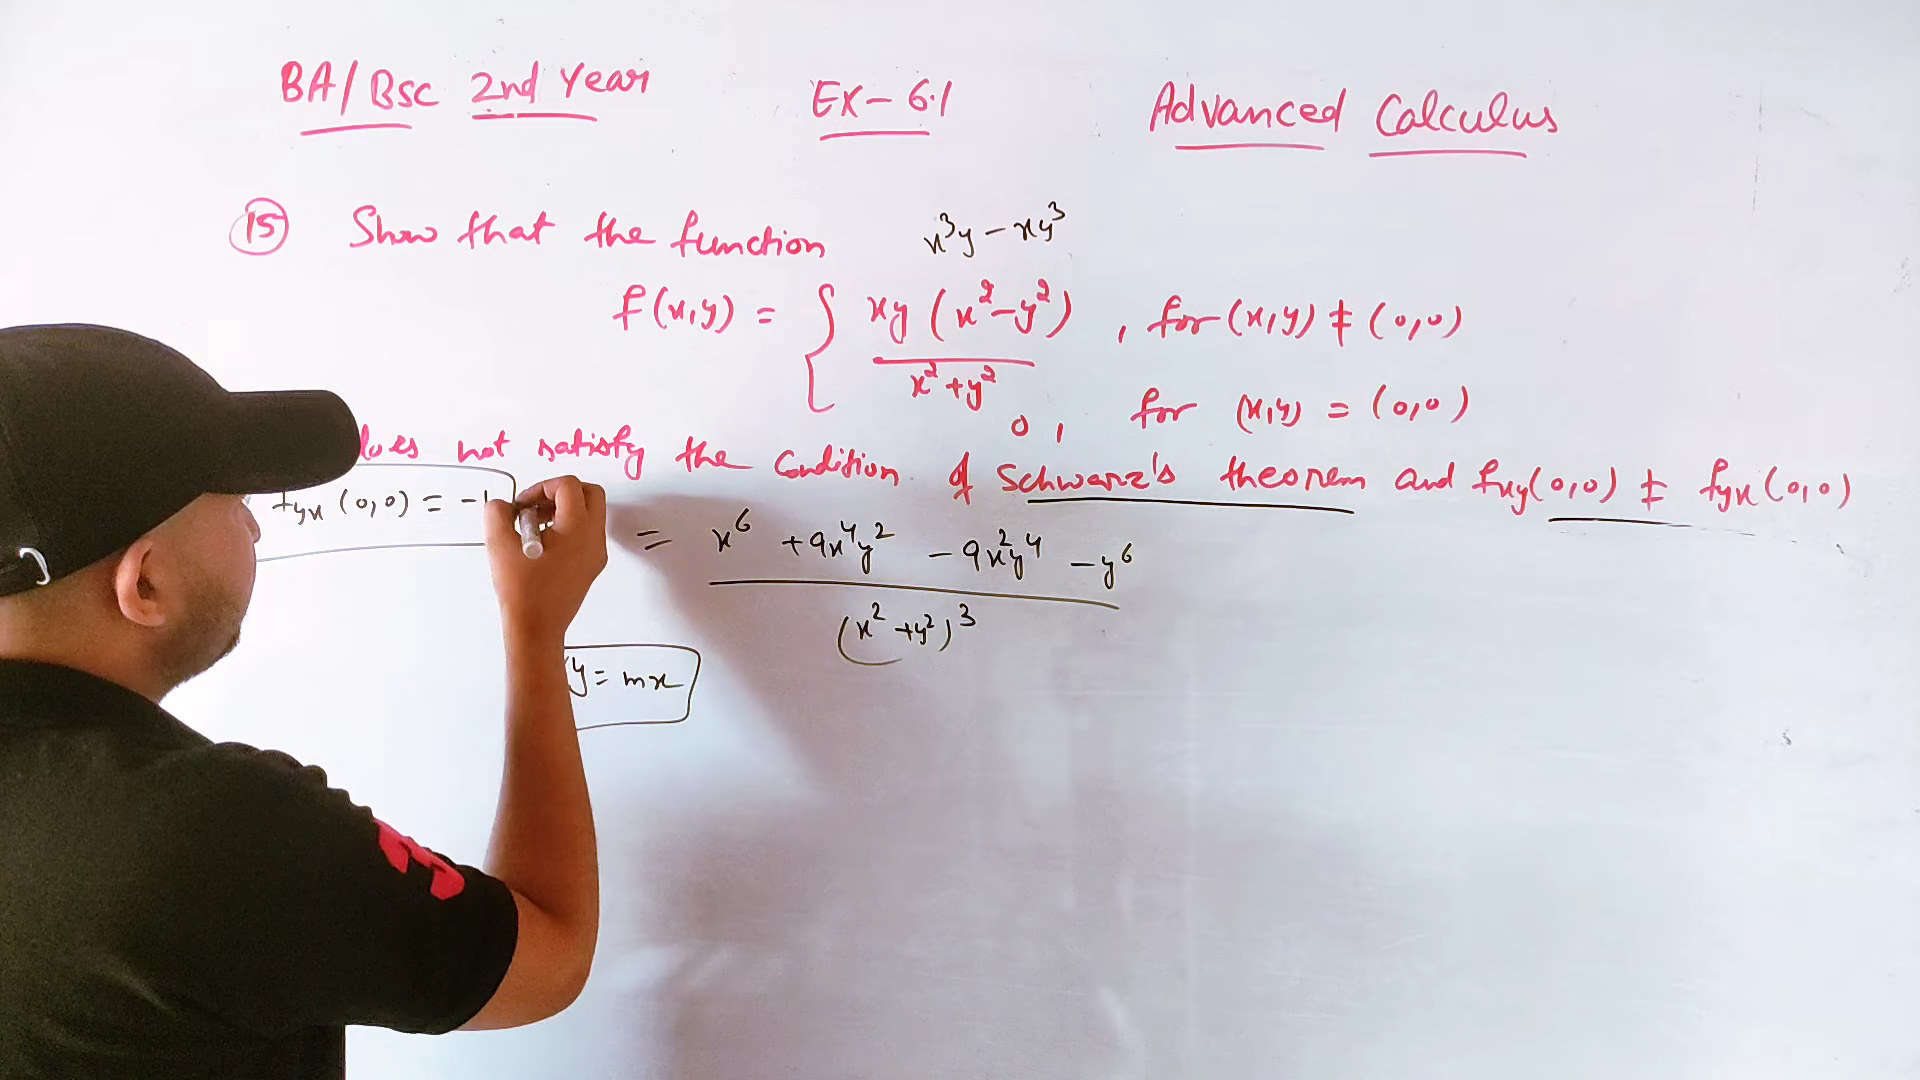 BA/BSC 2nd Year EX-6.1 Advanced Calculus
(15) Show that the function x³y - xy³
f(x,y) = { xy(x²-y²) / x²+y² , for (x,y) ≠ (0,0)
0, for (x,y) = (0,0)
does not satisfy the Condition of Schwarz's theorem and fxy(0,0) ≠ fyx(0,0)
fyx(0,0) = -1
= x⁶ + 9x⁴y² - 9x²y⁴ - y⁶ / (x²+y²)³
y = mx